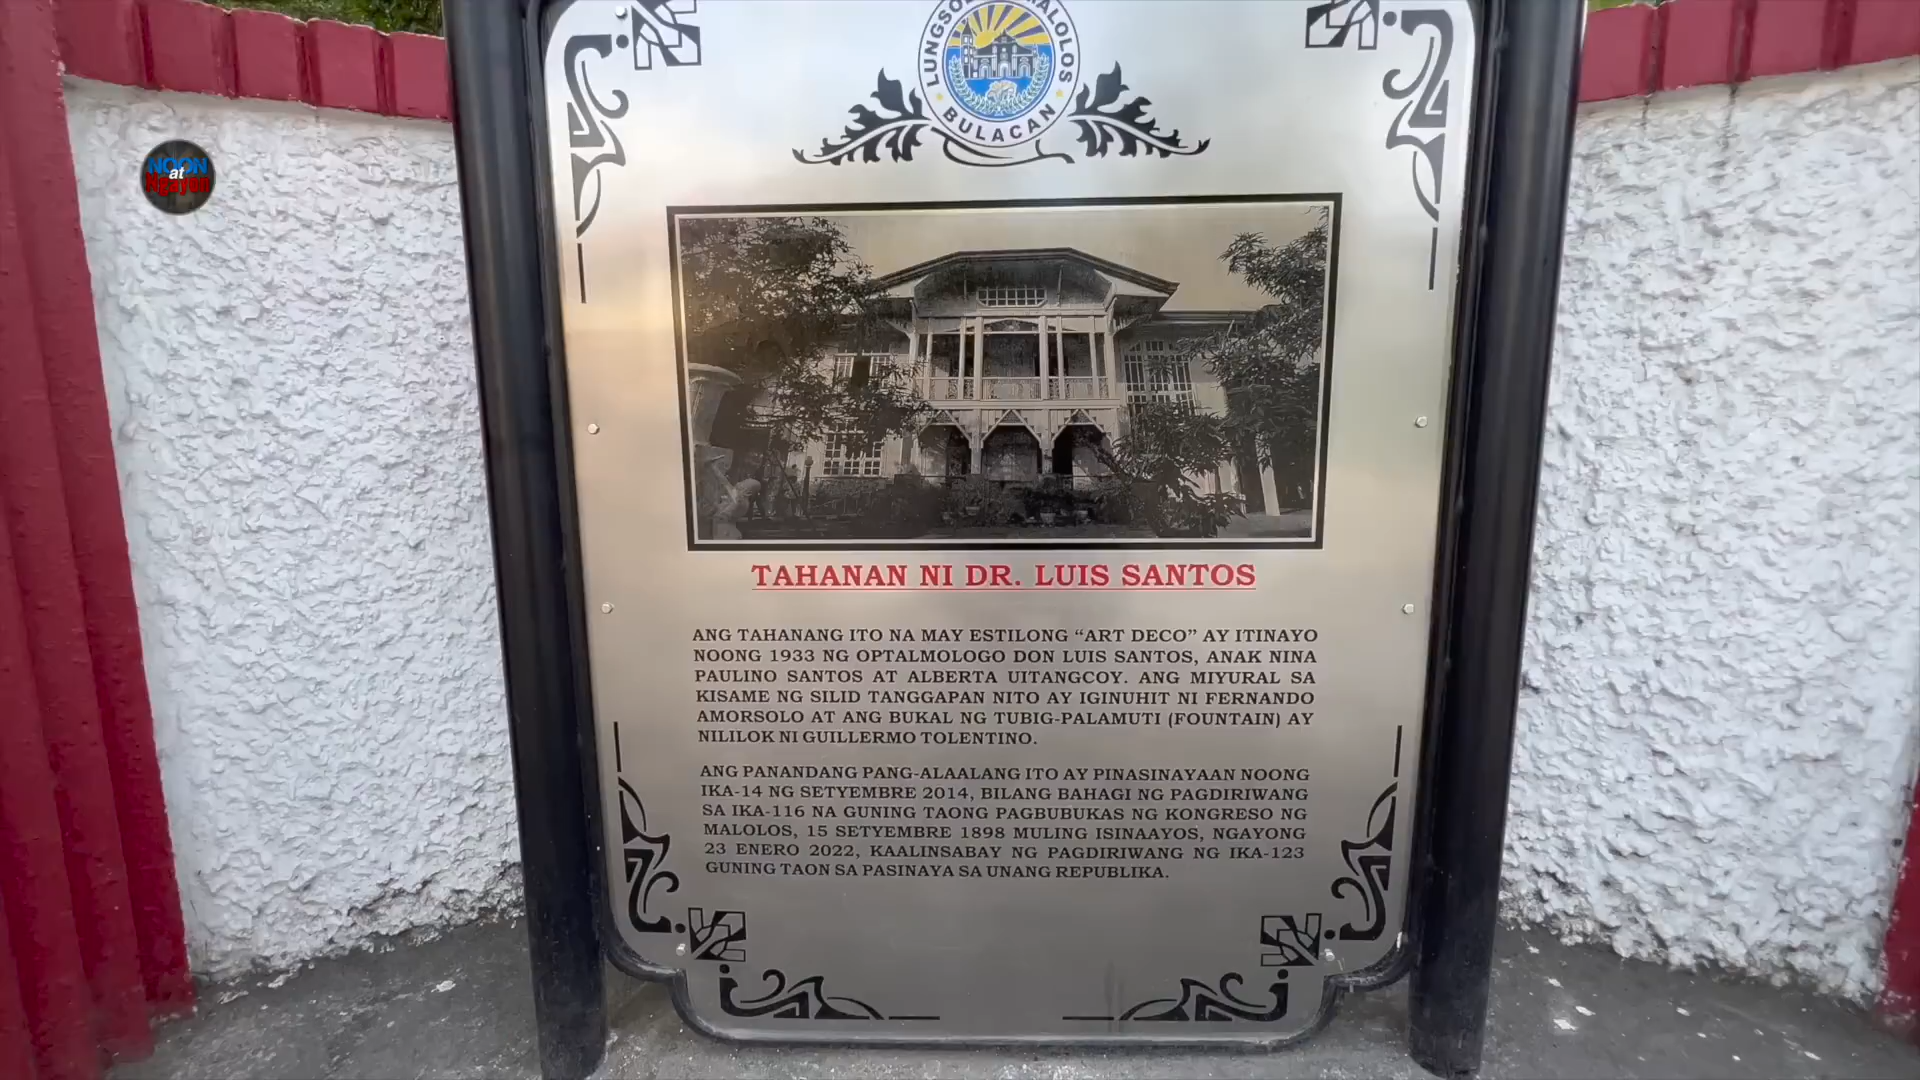 LUNGSOD MALOLOS
BULACAN
NOON
at
Ngayon
TAHANAN NI DR. LUIS SANTOS
ANG TAHANANG ITO NA MAY ESTILONG “ART DECO” AY ITINAYO
NOONG 1933 NG OPTALMOLOGO DON LUIS SANTOS, ANAK NINA
PAULINO SANTOS AT ALBERTA UITANGCOY. ANG MIYURAL SA
KISAME NG SILID TANGGAPAN NITO AY IGINUHIT NI FERNANDO
AMORSOLO AT ANG BUKAL NG TUBIG-PALAMUTI (FOUNTAIN) AY
NILILOK NI GUILLERMO TOLENTINO.
ANG PANANDANG PANG-ALAALANG ITO AY PINASINAYAAN NOONG
IKA-14 NG SETYEMBRE 2014, BILANG BAHAGI NG PAGDIRIWANG
SA IKA-116 NA GUNING TAONG PAGBUBUKAS NG KONGRESO NG
MALOLOS, 15 SETYEMBRE 1898 MULING ISINAAYOS, NGAYONG
23 ENERO 2022, KAALINSABAY NG PAGDIRIWANG NG IKA-123
GUNING TAON SA PASINAYA SA UNANG REPUBLIKA.